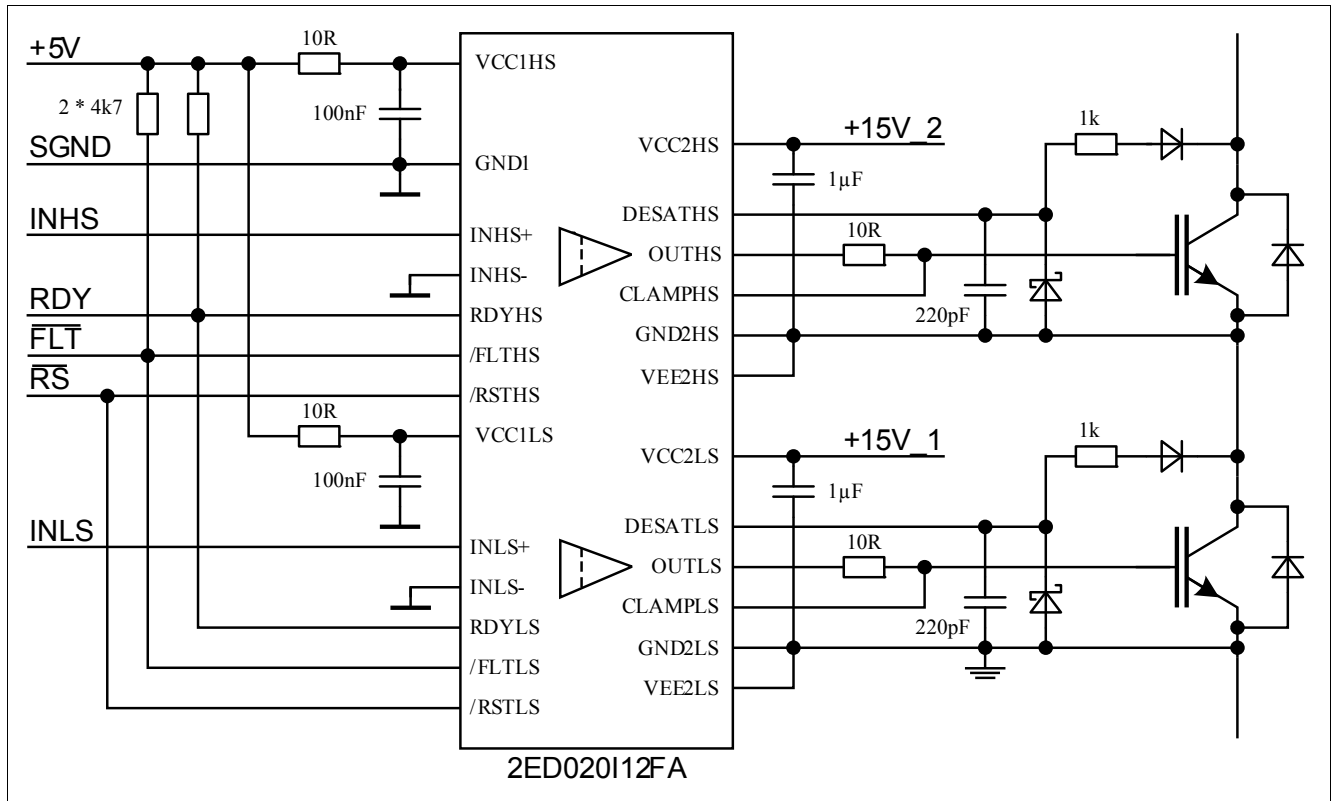 +5V
10R
VCC1HS
2 * 4k7
100nF
SGND
GND1
INHS
INHS+
INHS-
RDY
RDYHS
FLT
/FLTHS
RS
/RSTHS
10R
VCC1LS
100nF
INLS
INLS+
INLS-
RDYLS
/FLTLS
/RSTLS
VCC2HS
+15V_2
1k
1µF
DESATHS
10R
OUTHS
CLAMPHS
220pF
GND2HS
VEE2HS
VCC2LS
+15V_1
1k
1µF
DESATLS
10R
OUTLS
CLAMPLS
220pF
GND2LS
VEE2LS
2ED020I12FA